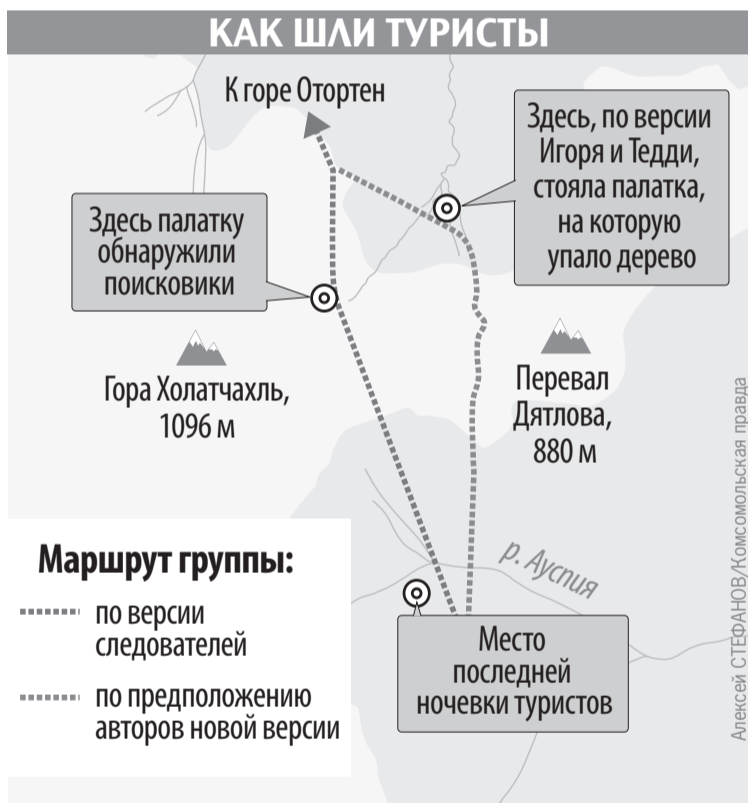 КАК ШЛИ ТУРИСТЫ
К горе Отортен
Здесь, по версии
Игоря и Тедди,
стояла палатка,
на которую
упало дерево
Здесь палатку
обнаружили
поисковики
Гора Холатчахль,
1096 м
Перевал
Дятлова,
880 м
р. Ауспия
Место
последней
ночевки туристов
Маршрут группы:
по версии
следователей
по предположению
авторов новой версии
Алексей СТЕФАНОВ/Комсомольская правда